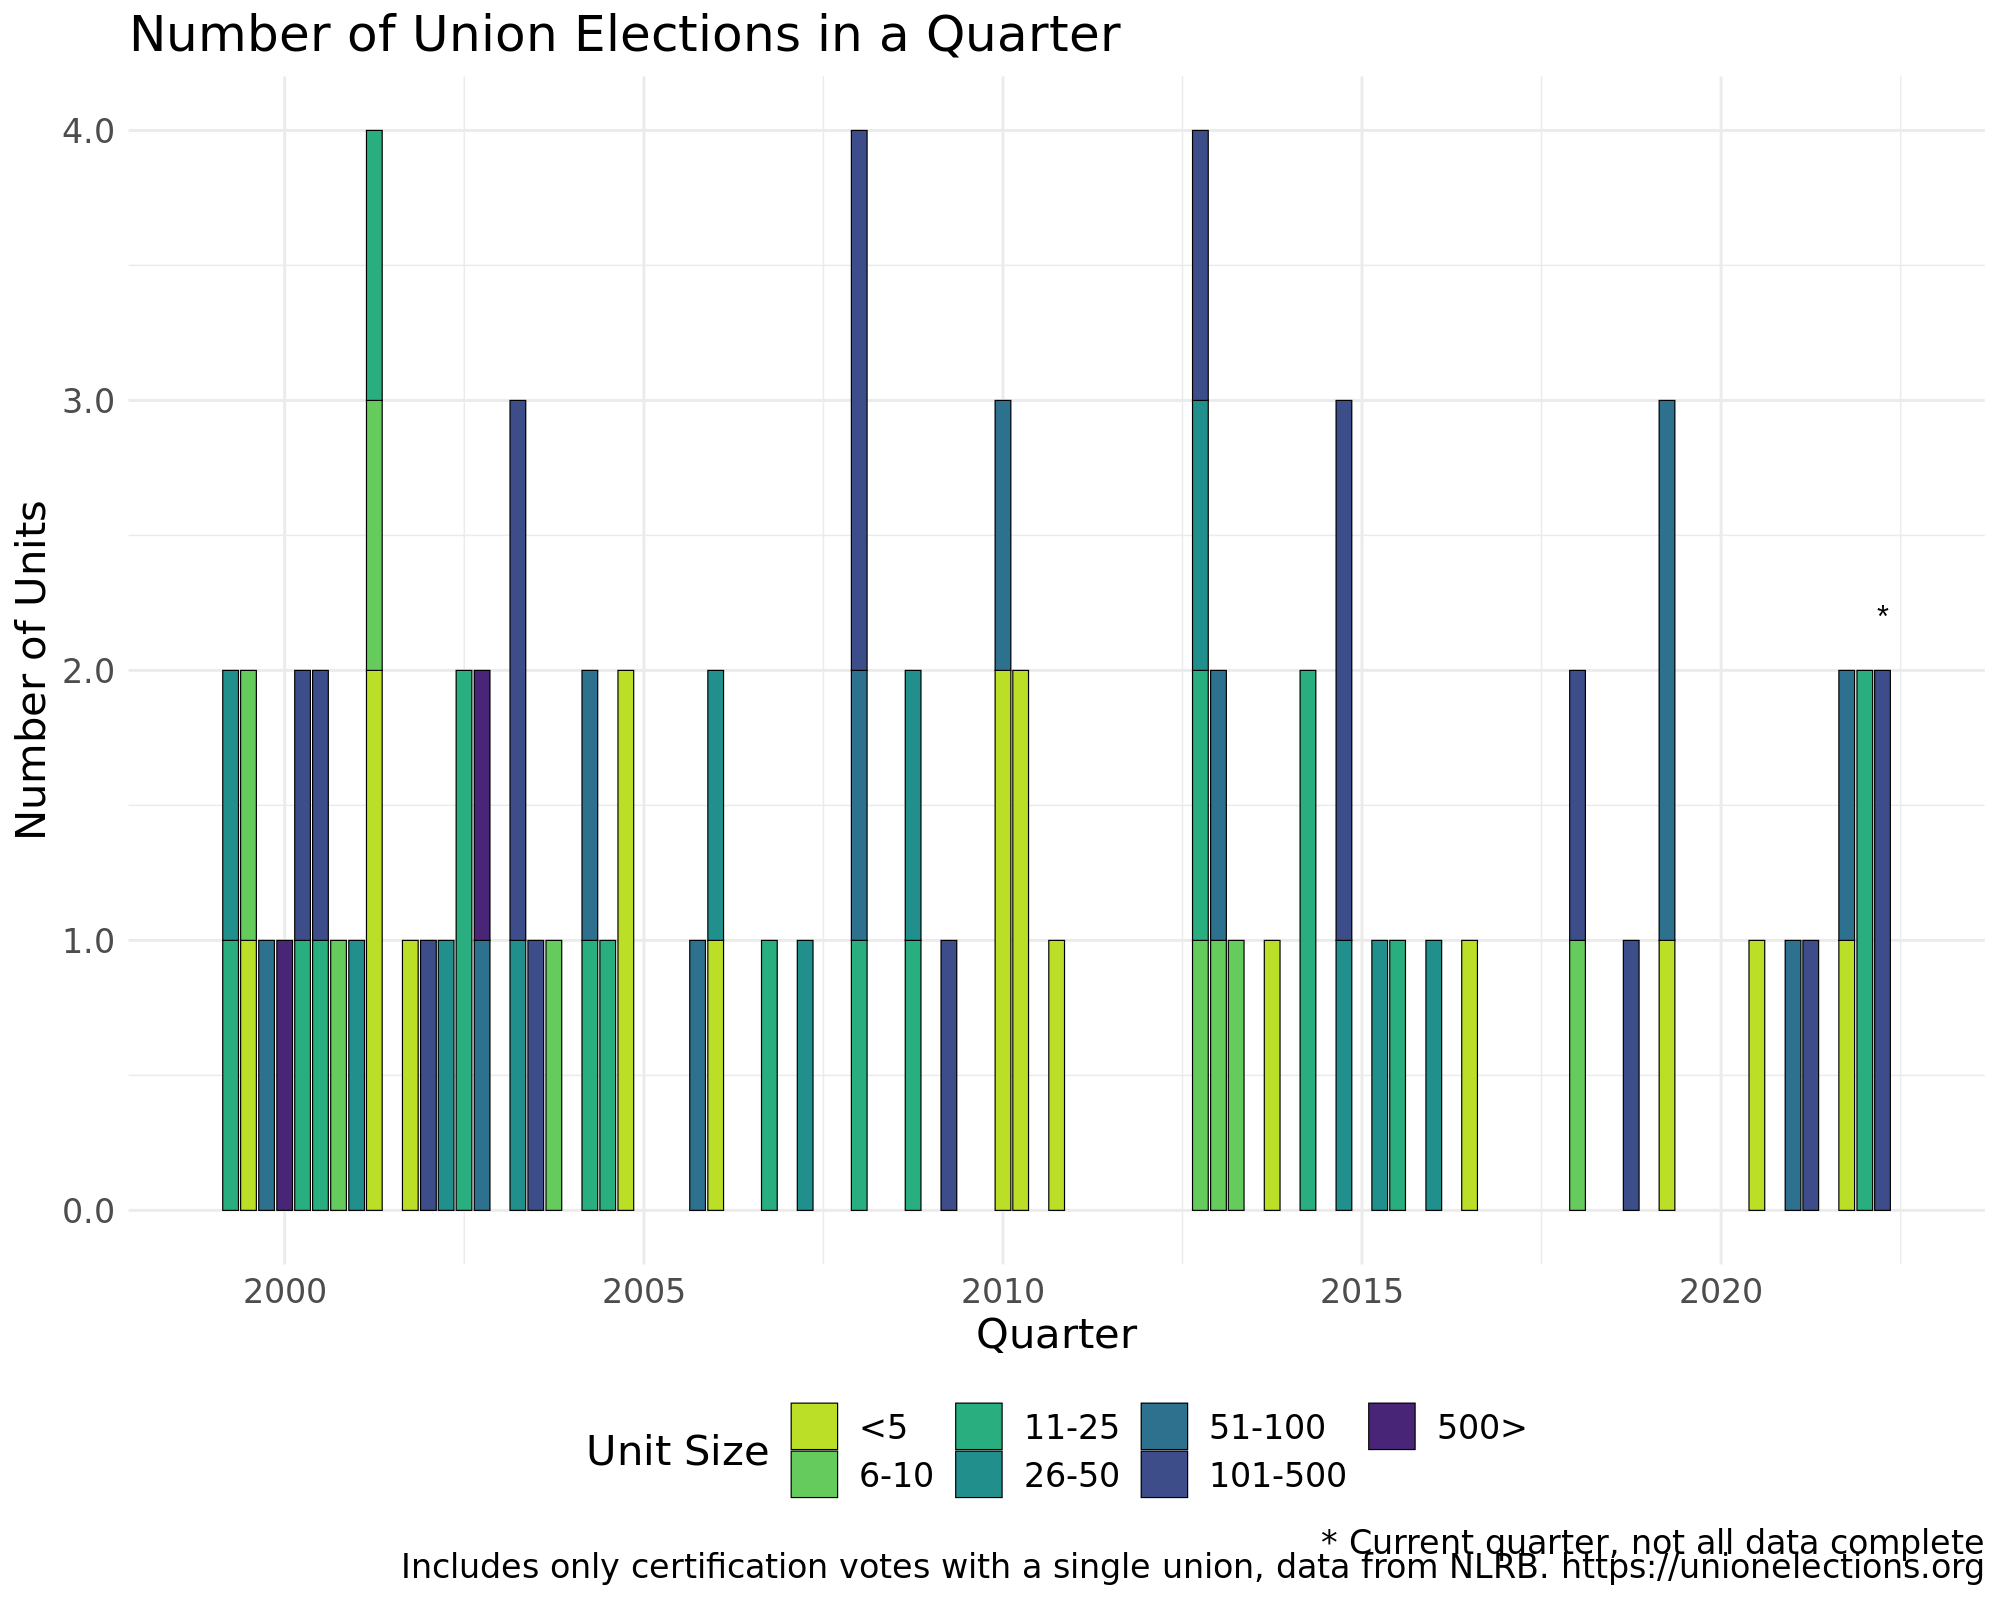 Number of Union Elections in a Quarter
4.0
3.0
2.0
1.0
0.0
Number of Units
*
2000 2005 2010 2015 2020
Quarter
Unit Size
<5 11-25 51-100 500>
6-10 26-50 101-500
* Current quarter, not all data complete
Includes only certification votes with a single union, data from NLRB. https://unionelections.org